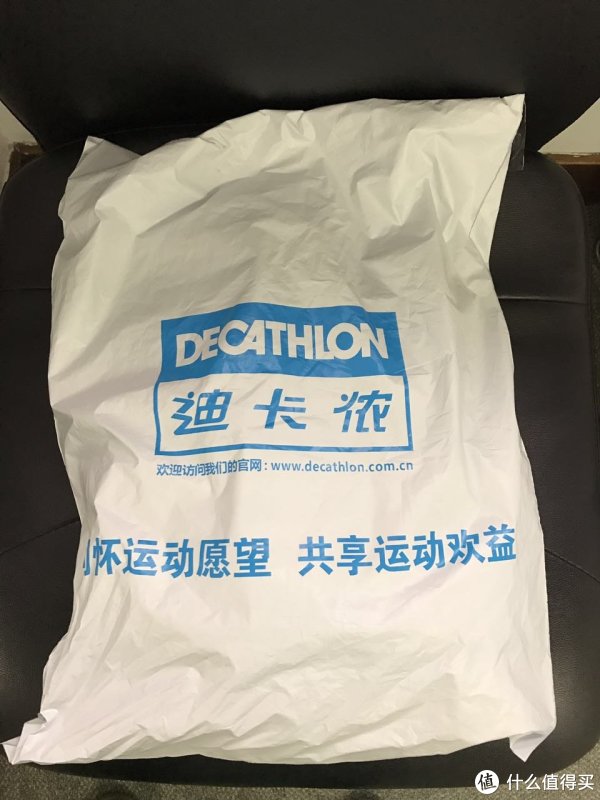 DECATHLON
迪卡侬
欢迎访问我们的官网:www.decathlon.com.cn
怀运动愿望 共享运动欢益
值 什么值得买